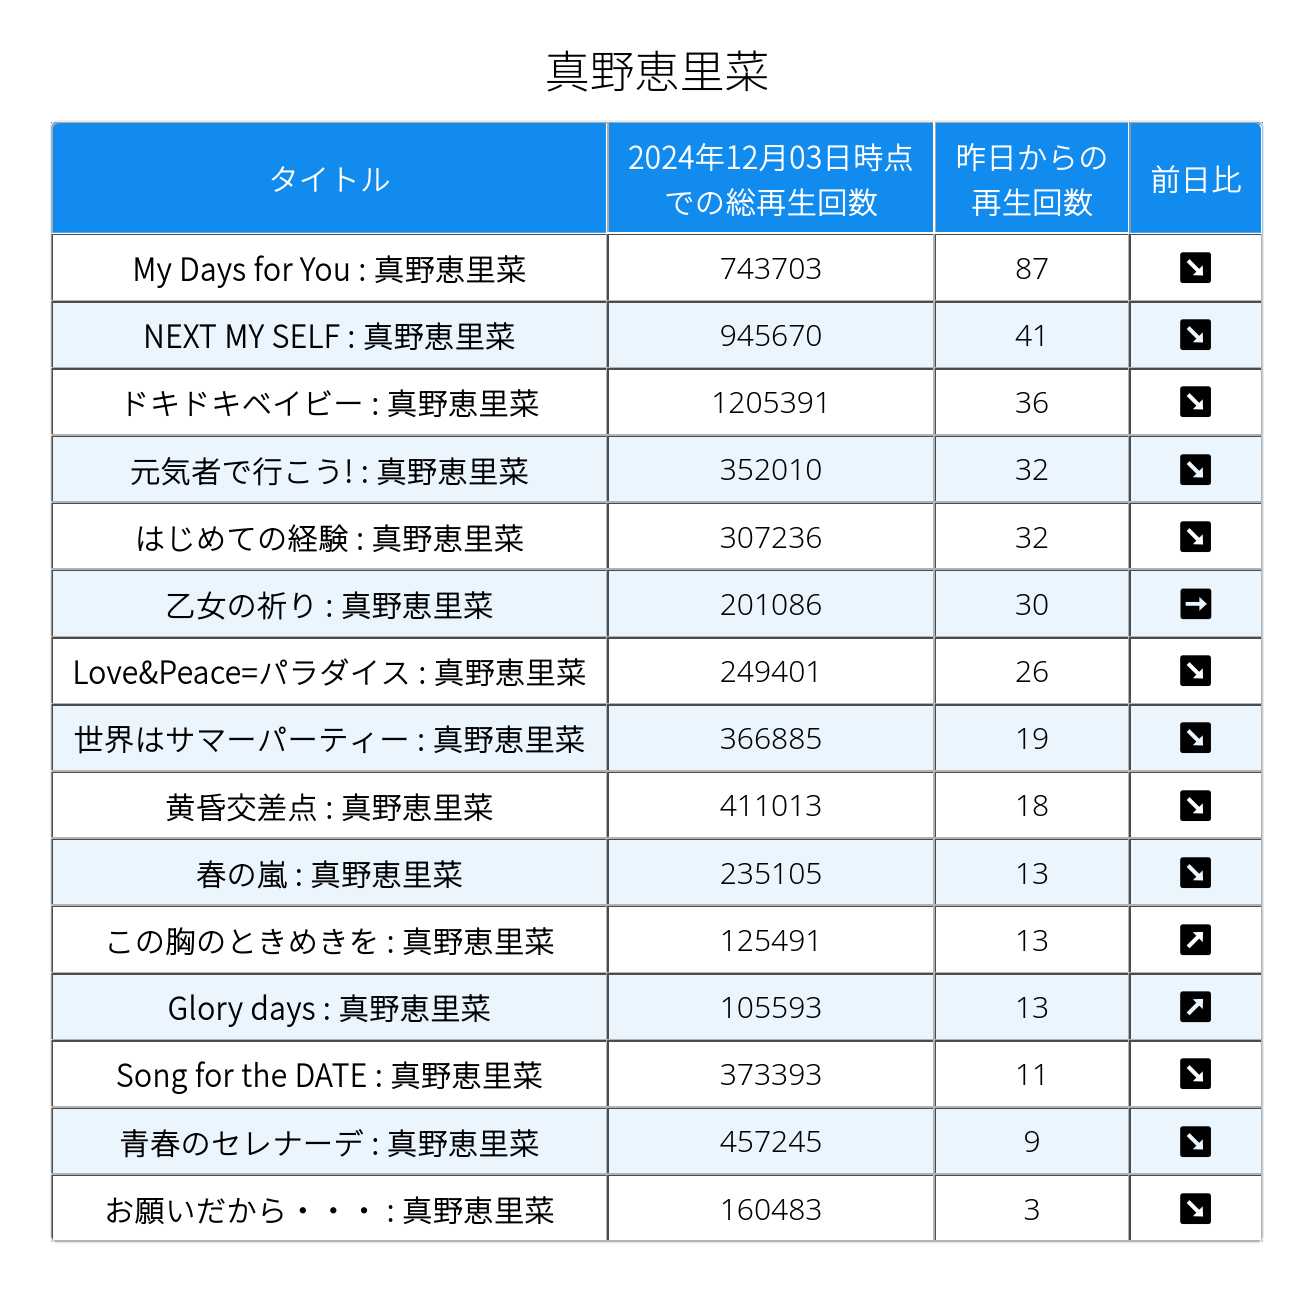 真野恵里菜
タイトル 2024年12月03日時点での総再生回数 昨日からの再生回数 前日比
My Days for You : 真野恵里菜 743703 87 ↘
NEXT MY SELF : 真野恵里菜 945670 41 ↘
ドキドキベイビー : 真野恵里菜 1205391 36 ↘
元気者で行こう! : 真野恵里菜 352010 32 ↘
はじめての経験 : 真野恵里菜 307236 32 ↘
乙女の祈り : 真野恵里菜 201086 30 →
Love&Peace=パラダイス : 真野恵里菜 249401 26 ↘
世界はサマーパーティー : 真野恵里菜 366885 19 ↘
黄昏交差点 : 真野恵里菜 411013 18 ↘
春の嵐 : 真野恵里菜 235105 13 ↘
この胸のときめきを : 真野恵里菜 125491 13 ↗
Glory days : 真野恵里菜 105593 13 ↗
Song for the DATE : 真野恵里菜 373393 11 ↘
青春のセレナーデ : 真野恵里菜 457245 9 ↘
お願いだから・・・ : 真野恵里菜 160483 3 ↘